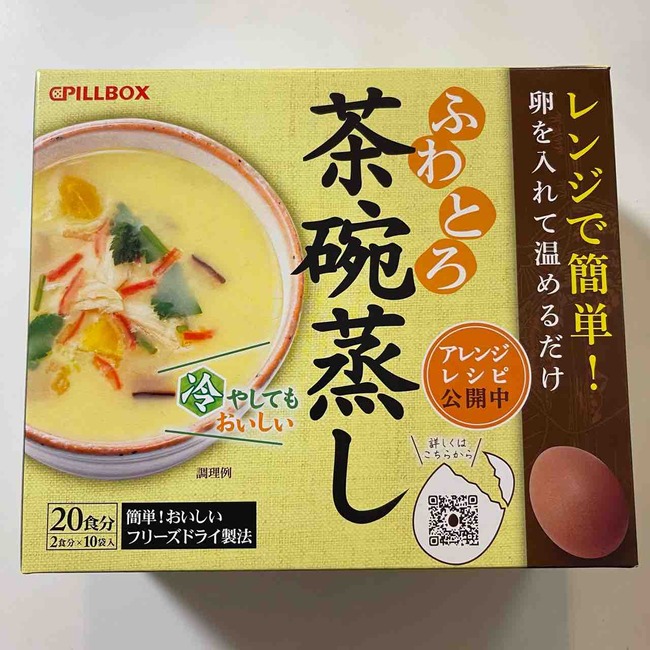 PILLBOX
ふわとろ
茶碗蒸し
レンジで簡単!
卵を入れて温めるだけ
アレンジ
レシピ
公開中
冷やしても
おいしい
調理例
詳しくは
こちらから
20食分
2食分×10袋入
簡単!おいしい
フリーズドライ製法